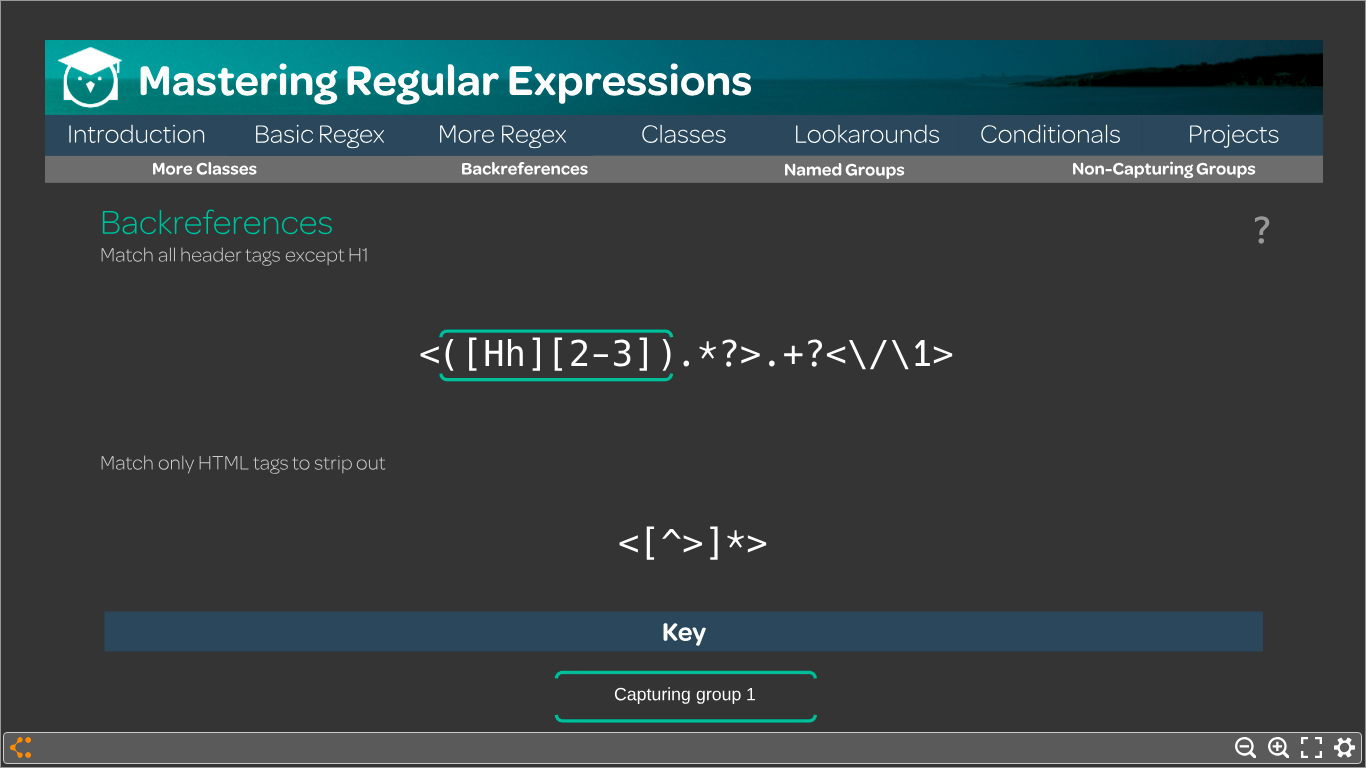 Mastering Regular Expressions
Introduction Basic Regex More Regex Classes Lookarounds Conditionals Projects
More Classes Backreferences Named Groups Non-Capturing Groups
Backreferences
?
Match all header tags except H1
<([Hh][2-3]).*?>.+?<\/\1>
Match only HTML tags to strip out
<[^>]*>
Key
Capturing group 1